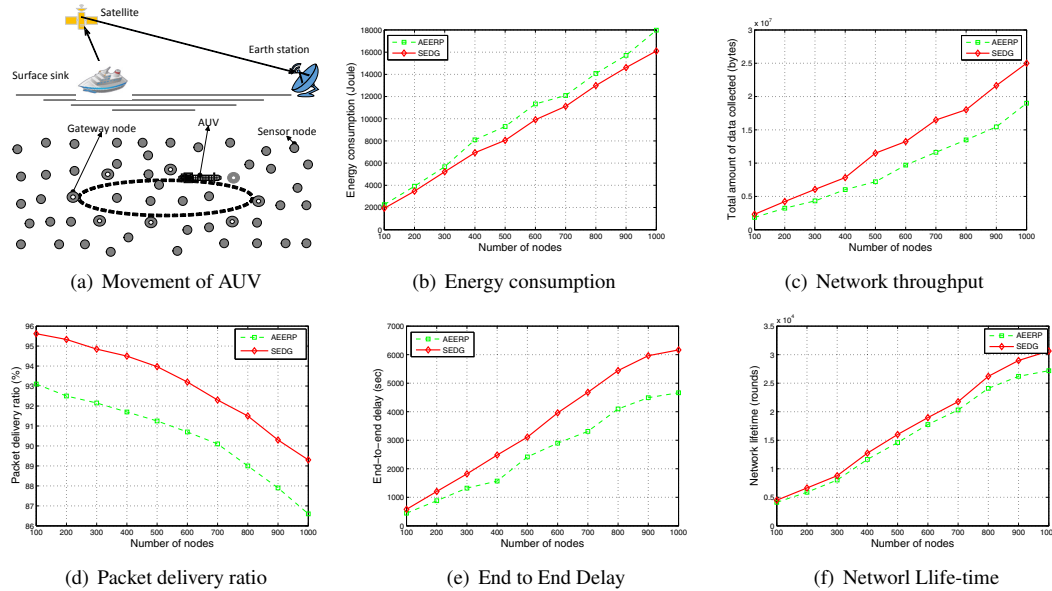 Satellite
Earth station
Surface sink
Gateway node
AUV
Sensor node
(a) Movement of AUV
18000
16000
14000
12000
10000
8000
6000
4000
2000
0
Energy consumption (Joule)
AEERP
SEDG
100 200 300 400 500 600 700 800 900 1000
Number of nodes
(b) Energy consumption
x 10^7
3
2.5
2
1.5
1
0.5
0
Total amount of data collected (bytes)
AEERP
SEDG
100 200 300 400 500 600 700 800 900 1000
Number of nodes
(c) Network throughput
96
95
94
93
92
91
90
89
88
87
86
Packet delivery ratio (%)
AEERP
SEDG
100 200 300 400 500 600 700 800 900 1000
Number of nodes
(d) Packet delivery ratio
7000
6000
5000
4000
3000
2000
1000
0
End-to-end delay (sec)
AEERP
SEDG
100 200 300 400 500 600 700 800 900 1000
Number of nodes
(e) End to End Delay
x 10^4
3.5
3
2.5
2
1.5
1
0.5
0
Network lifetime (rounds)
AEERP
SEDG
100 200 300 400 500 600 700 800 900 1000
Number of nodes
(f) Networl Llife-time